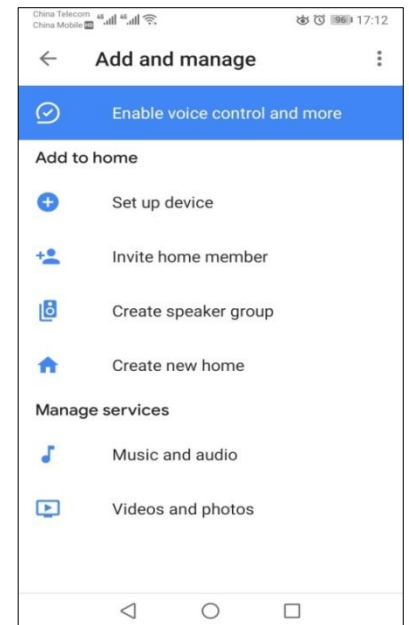 China Telecom
China Mobile HD 96 17:12
Add and manage
Enable voice control and more
Add to home
Set up device
Invite home member
Create speaker group
Create new home
Manage services
Music and audio
Videos and photos